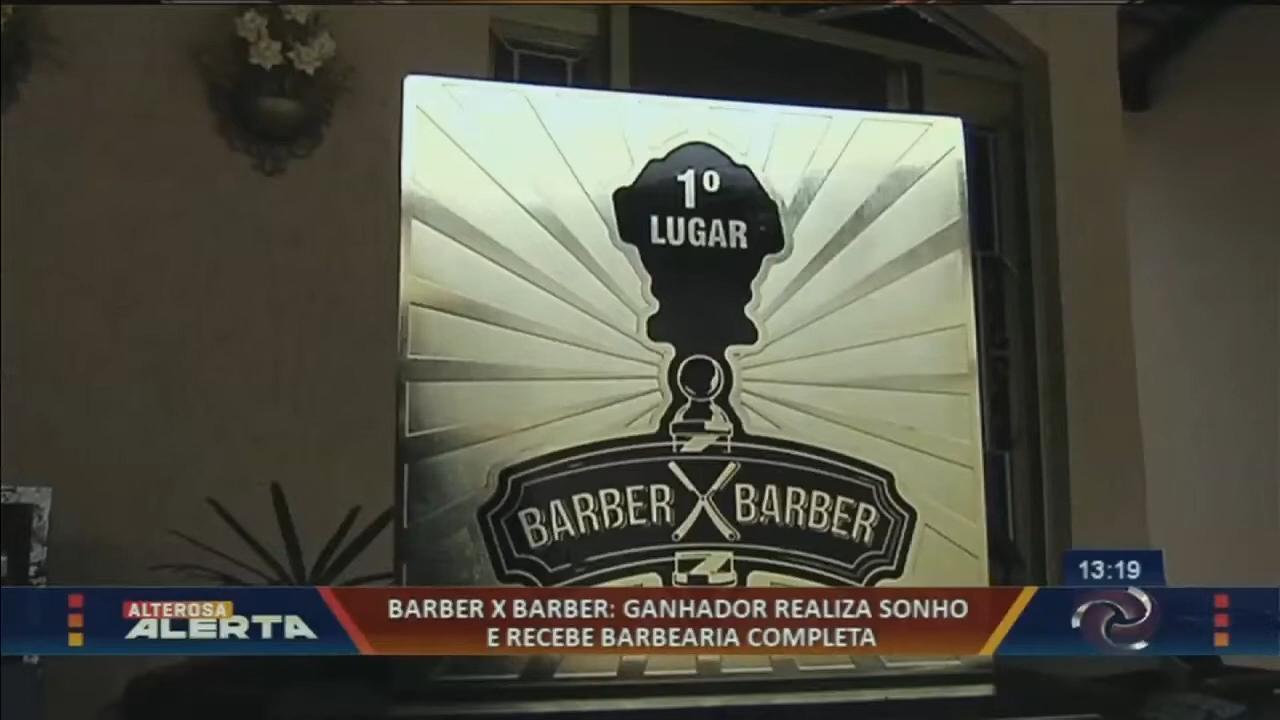 1º
LUGAR
BARBER X BARBER
13:19
ALTEROSA
ALERTA
BARBER X BARBER: GANHADOR REALIZA SONHO
E RECEBE BARBEARIA COMPLETA